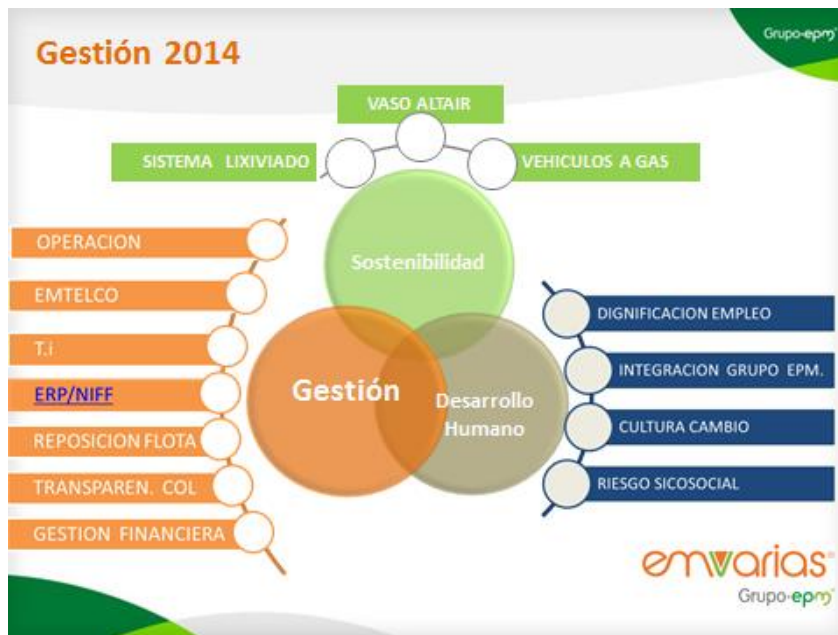 Gestión 2014
Grupo-epm
VASO ALTAIR
SISTEMA LIXIVIADO
VEHICULOS A GAS
Sostenibilidad
OPERACION
EMTELCO
T.i
ERP/NIFF
REPOSICION FLOTA
TRANSPAREN. COL
GESTION FINANCIERA
Gestión
Desarrollo
Humano
DIGNIFICACION EMPLEO
INTEGRACION GRUPO EPM.
CULTURA CAMBIO
RIESGO SICOSOCIAL
emvarias
Grupo-epm